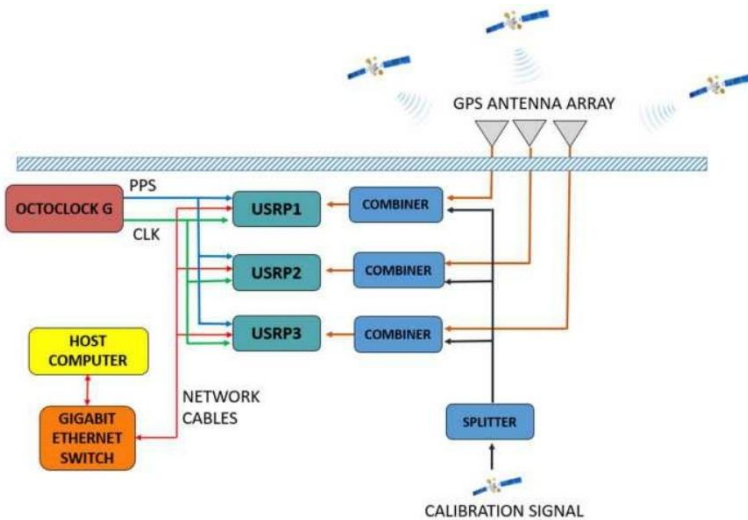 GPS ANTENNA ARRAY
OCTOCLOCK G
PPS
CLK
USRP1
COMBINER
USRP2
COMBINER
USRP3
COMBINER
HOST
COMPUTER
GIGABIT
ETHERNET
SWITCH
NETWORK
CABLES
SPLITTER
CALIBRATION SIGNAL